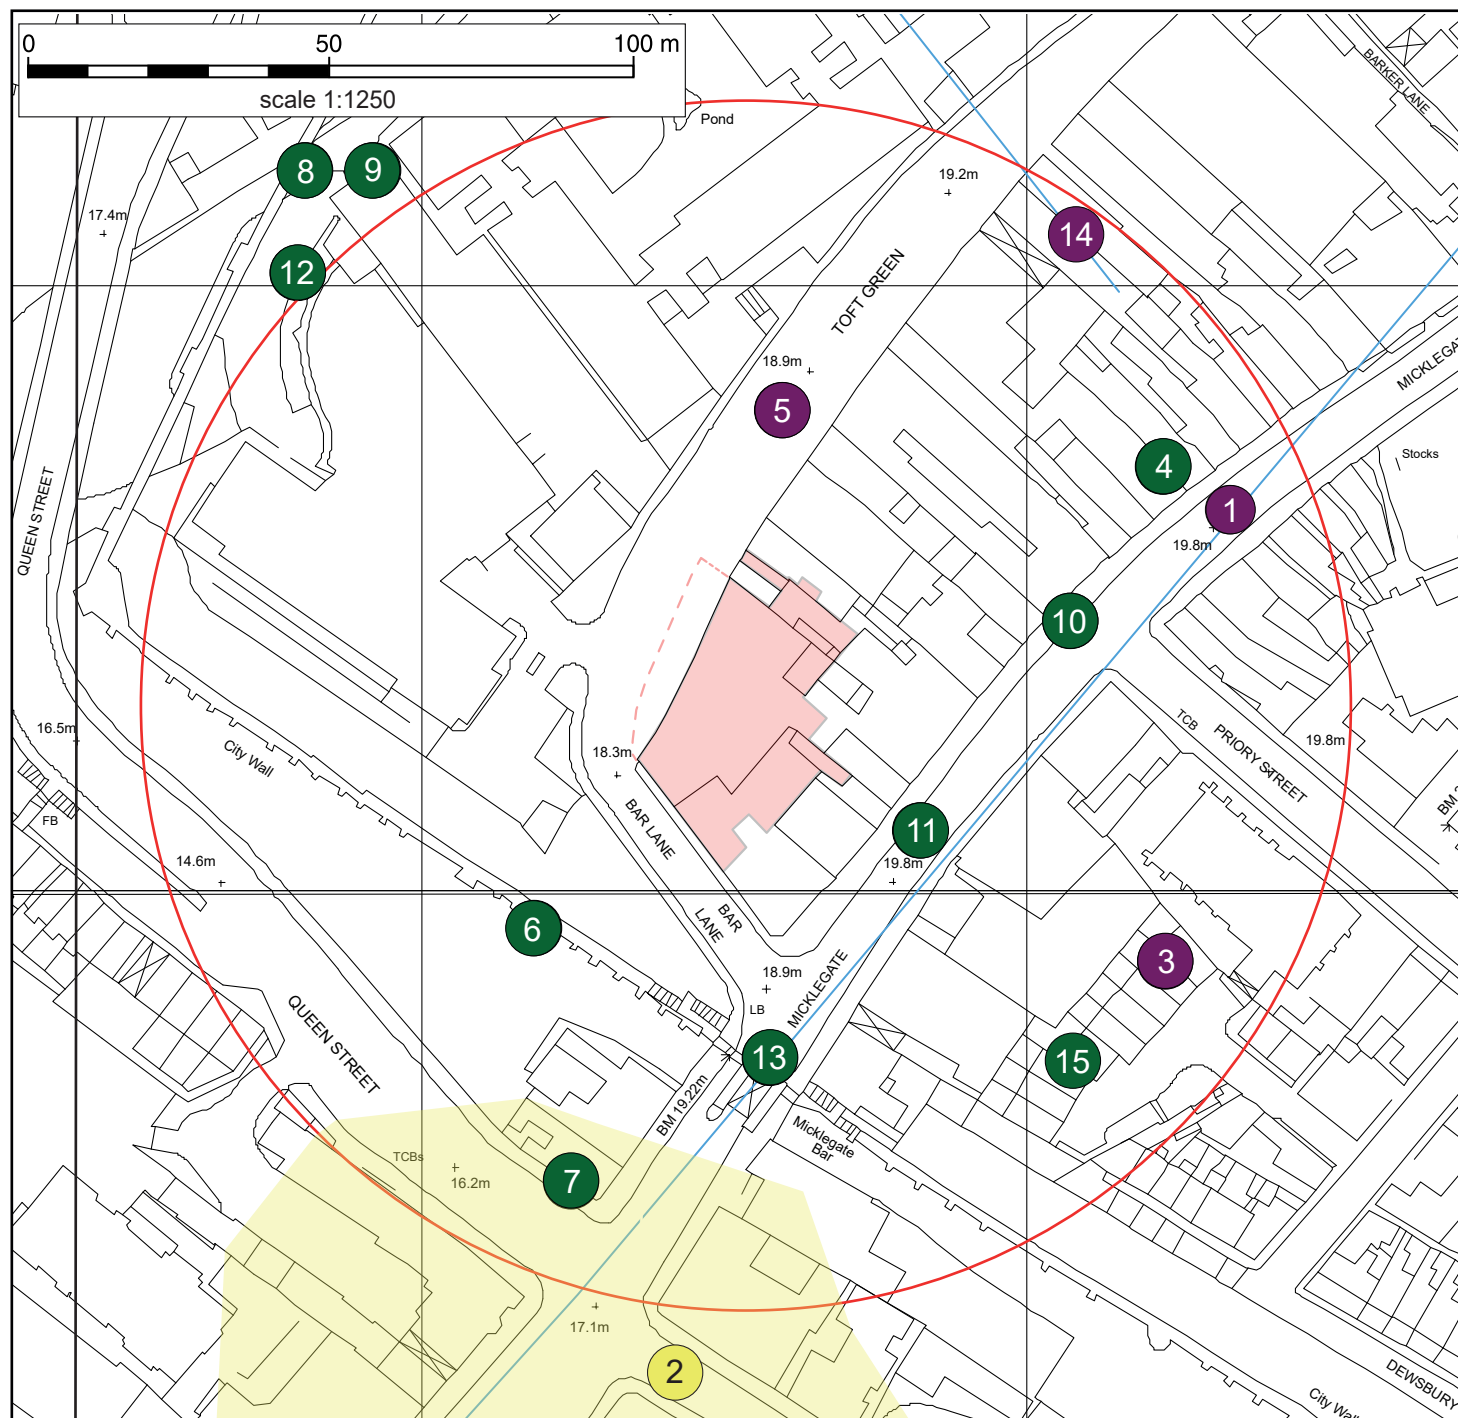 0 50 100 m
scale 1:1250
BARKER LANE
Pond
8
9
19.2m
17.4m
14
12
TOFT GREEN
18.9m
MICKLEGA
5
Stocks
4
QUEEN STREET
1
19.8m
10
TCB
PRIORY STREET
19.8m
16.5m
City Wall
18.3m
BM
FB
BAR LANE
11
14.6m
19.8m
BAR
LANE
6
3
18.9m
MICKLEGATE
QUEEN STREET
LB
13
15
BM 19.22m
Micklegate
Bar
TCBs
16.2m
7
17.1m
2
DEWSBURY
City Wal